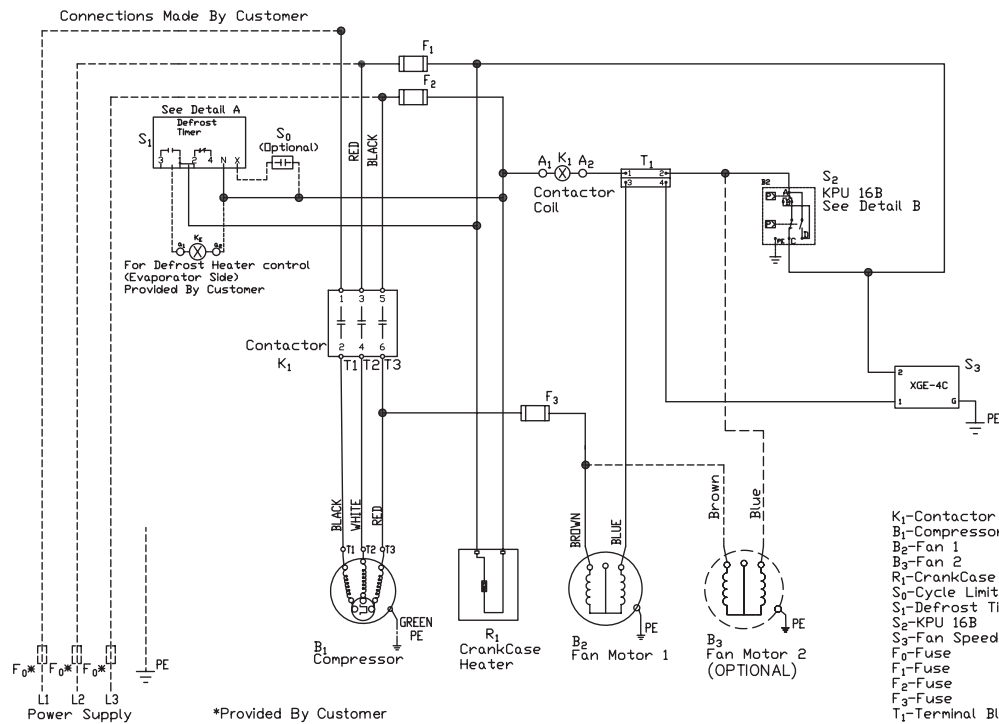 Connections Made By Customer
F1
F2
See Detail A
Defrost
Timer
S1
S0
(Optional)
3 1 2 4 N X
RED
BLACK
A1 K1 A2
Contactor
Coil
T1
1 2
3 4
B2
S2
KPU 16B
See Detail B
P
A
B
P
D
PE C
KE
For Defrost Heater control
(Evaporator Side)
Provided By Customer
1 3 5
2 4 6
Contactor
K1
T1 T2 T3
S3
2
XGE-4C
1
G
PE
F3
BLACK
WHITE
RED
BROWN
BLUE
Brown
Blue
T1 T2 T3
GREEN
PE
B1
Compressor
R1
CrankCase
Heater
PE
B2
Fan Motor 1
PE
B3
Fan Motor 2
(OPTIONAL)
K1-Contactor
B1-Compressor
B2-Fan 1
B3-Fan 2
R1-CrankCase
S0-Cycle Limit
S1-Defrost Ti
S2-KPU 16B
S3-Fan Speed
F0-Fuse
F1-Fuse
F2-Fuse
F3-Fuse
T1-Terminal Bl
F0* F0* F0*
PE
L1 L2 L3
Power Supply
*Provided By Customer